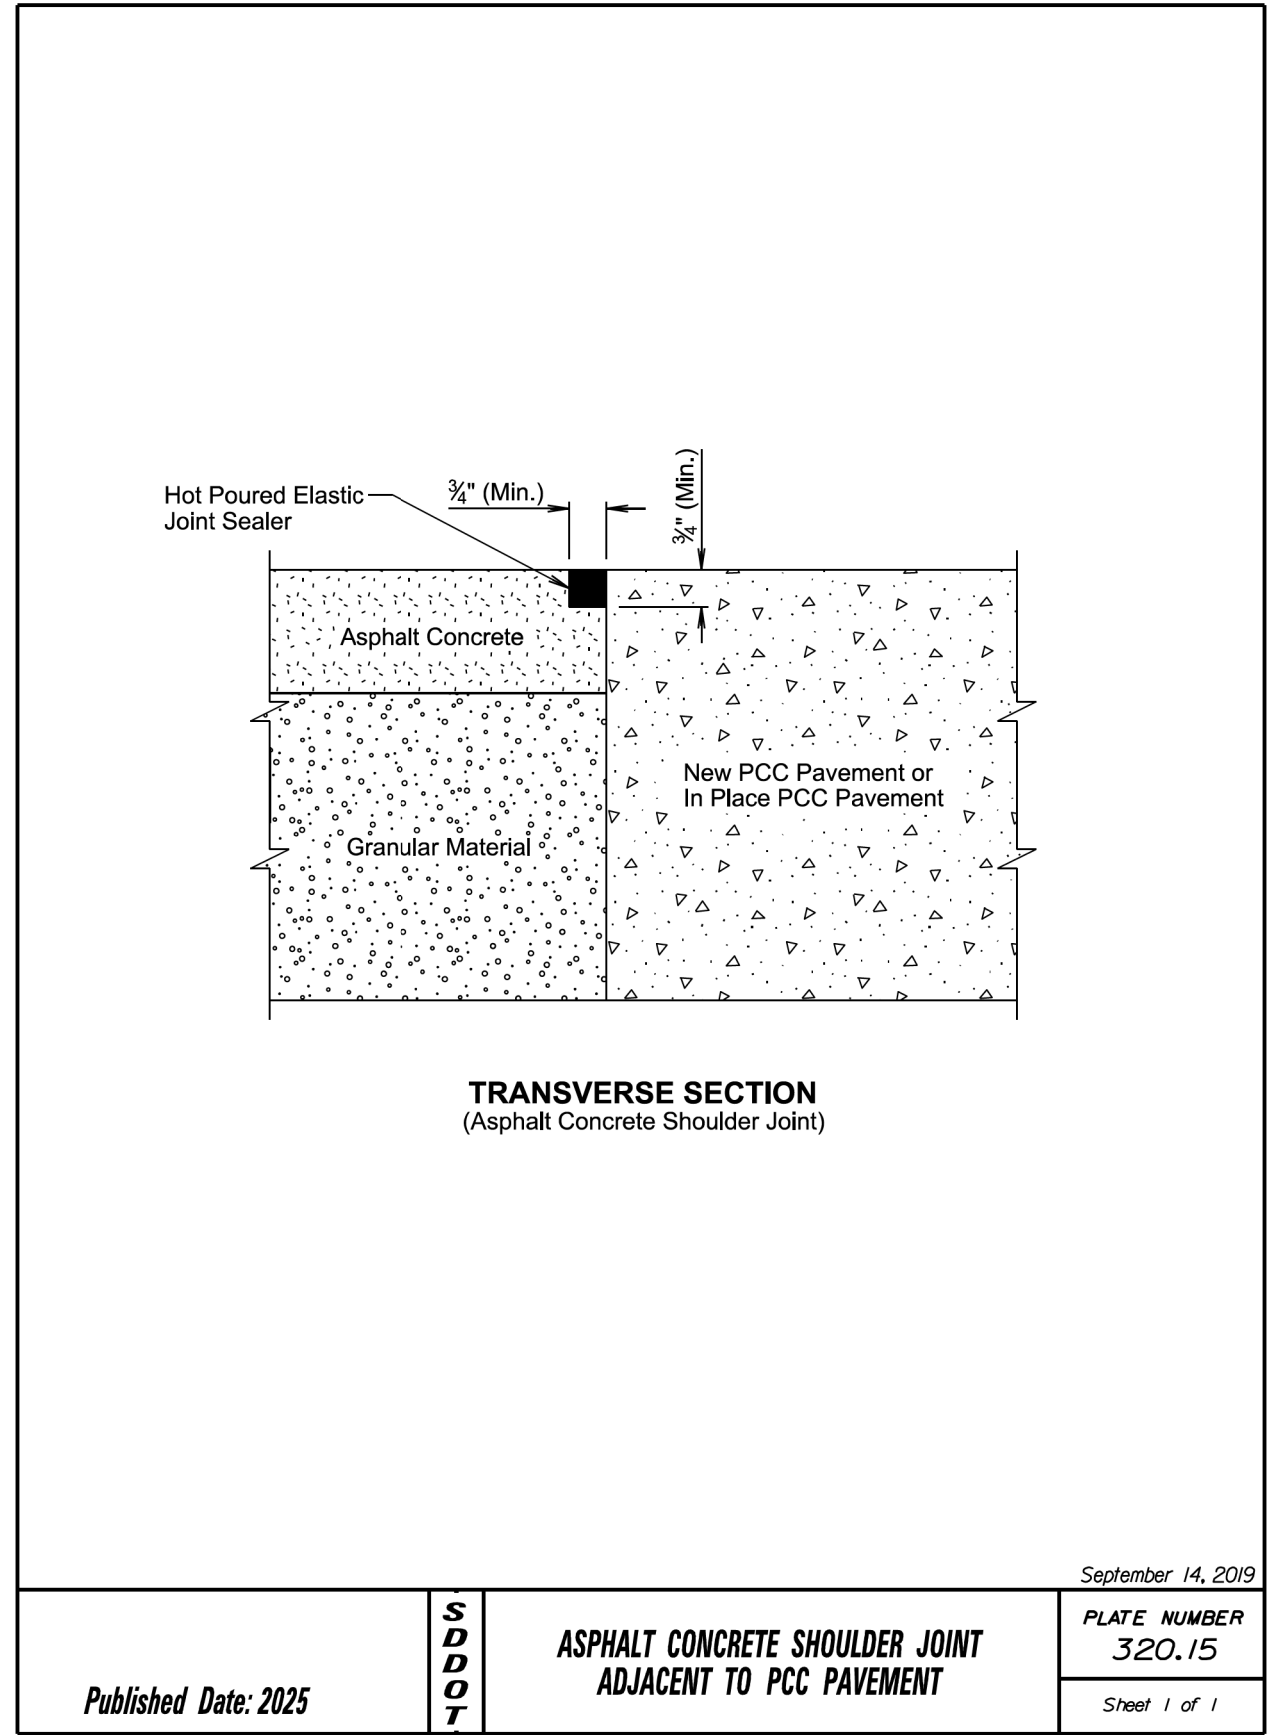 Hot Poured Elastic
Joint Sealer
¾" (Min.)
¾" (Min.)
Asphalt Concrete
New PCC Pavement or
In Place PCC Pavement
Granular Material
TRANSVERSE SECTION
(Asphalt Concrete Shoulder Joint)
September 14, 2019
Published Date: 2025
SDDOT
ASPHALT CONCRETE SHOULDER JOINT
ADJACENT TO PCC PAVEMENT
PLATE NUMBER
320.15
Sheet 1 of 1